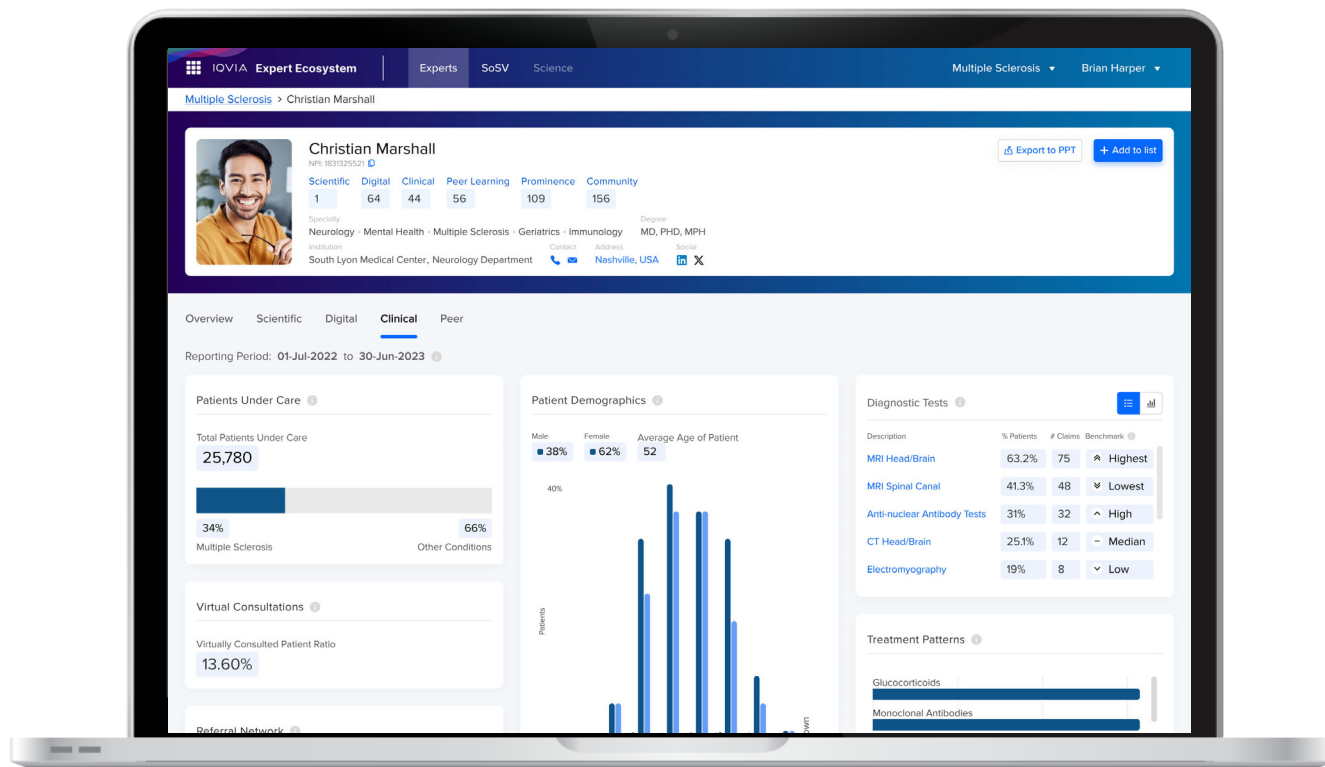 IQVIA Expert Ecosystem
Experts SoSV Science
Multiple Sclerosis Brian Harper
Multiple Sclerosis > Christian Marshall
Christian Marshall
NPI: 1831325521
Export to PPT + Add to list
Scientific Digital Clinical Peer Learning Prominence Community
1 64 44 56 109 156
Specialty Degree
Neurology • Mental Health • Multiple Sclerosis • Geriatrics • Immunology MD, PHD, MPH
Institution Contact Address Social
South Lyon Medical Center, Neurology Department Nashville, USA
Overview Scientific Digital Clinical Peer
Reporting Period: 01-Jul-2022 to 30-Jun-2023
Patients Under Care
Total Patients Under Care
25,780
34% 66%
Multiple Sclerosis Other Conditions
Virtual Consultations
Virtually Consulted Patient Ratio
13.60%
Referral Network
Patient Demographics
Male Female Average Age of Patient
38% 62% 52
40%
Patients
Diagnostic Tests
Description % Patients # Claims Benchmark
MRI Head/Brain 63.2% 75 Highest
MRI Spinal Canal 41.3% 48 Lowest
Anti-nuclear Antibody Tests 31% 32 High
CT Head/Brain 25.1% 12 – Median
Electromyography 19% 8 Low
Treatment Patterns
Glucocorticoids
Monoclonal Antibodies